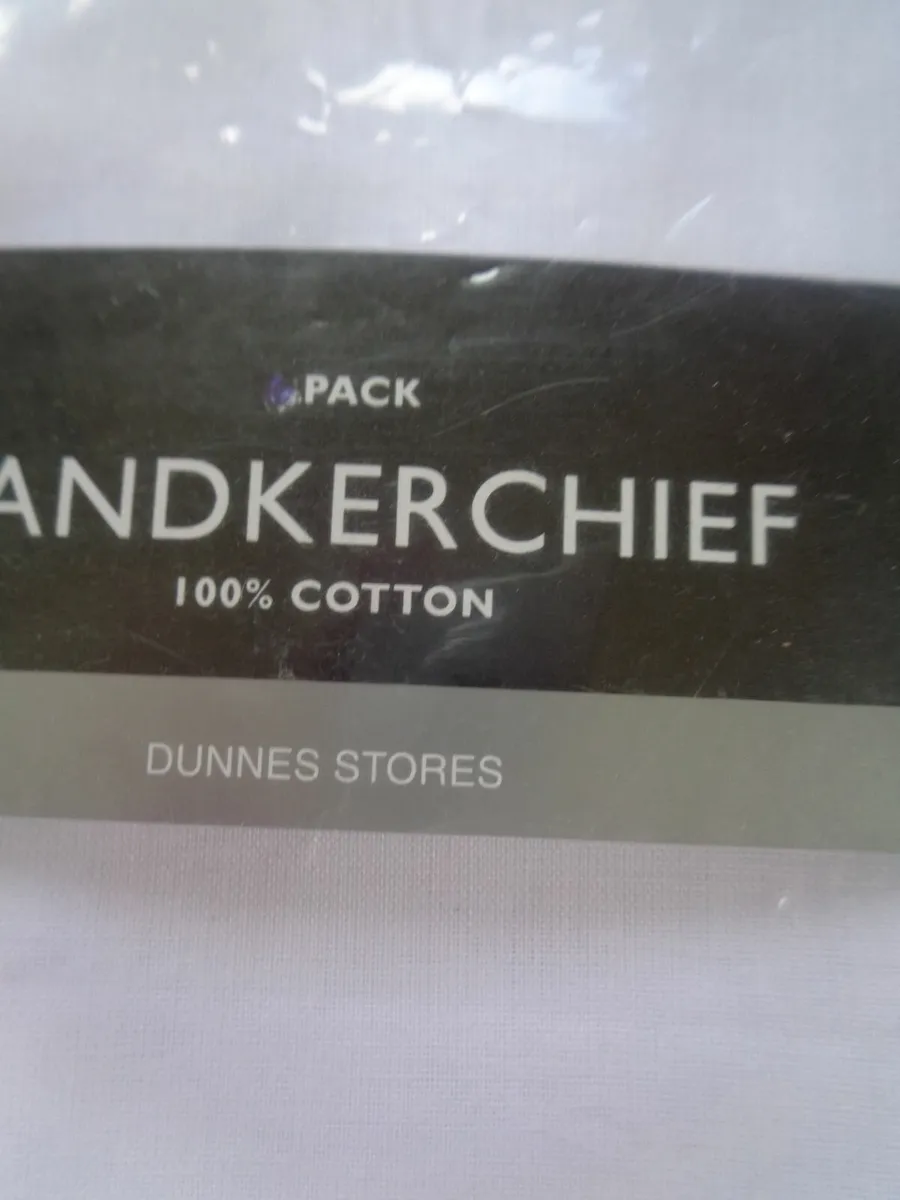 PACK
ANDKERCHIEF
100% COTTON
DUNNES STORES